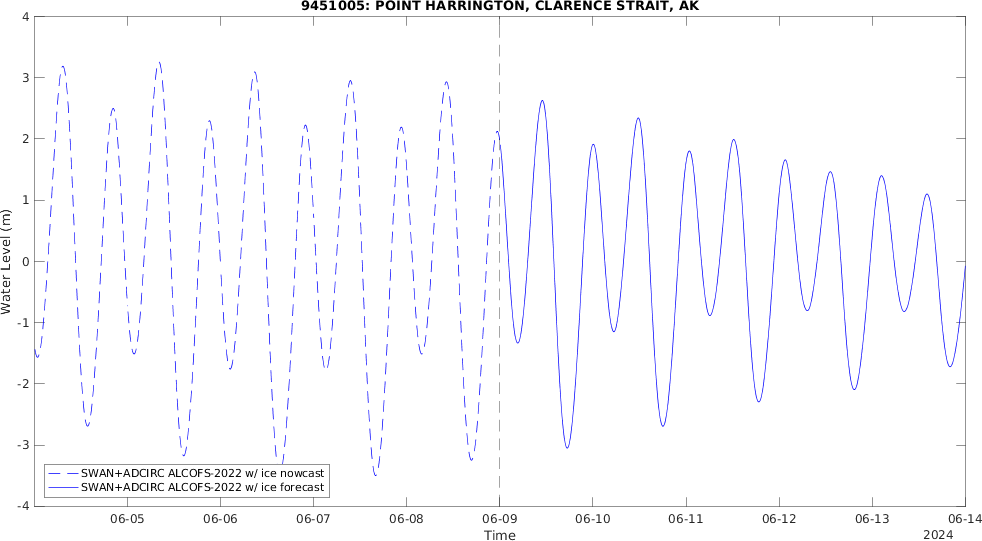 9451005: POINT HARRINGTON, CLARENCE STRAIT, AK
Water Level (m)
4
3
2
1
0
-1
-2
-3
-4
SWAN+ADCIRC ALCOFS-2022 w/ ice nowcast
SWAN+ADCIRC ALCOFS-2022 w/ ice forecast
06-05 06-06 06-07 06-08 06-09 06-10 06-11 06-12 06-13 06-14
Time
2024